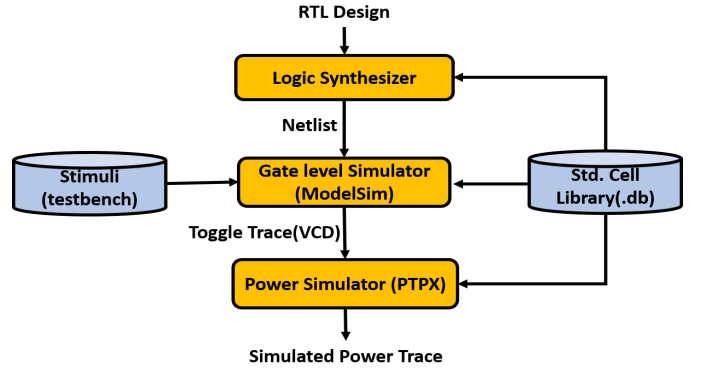 RTL Design
Logic Synthesizer
Netlist
Stimuli
(testbench)
Gate level Simulator
(ModelSim)
Std. Cell
Library(.db)
Toggle Trace(VCD)
Power Simulator (PTPX)
Simulated Power Trace